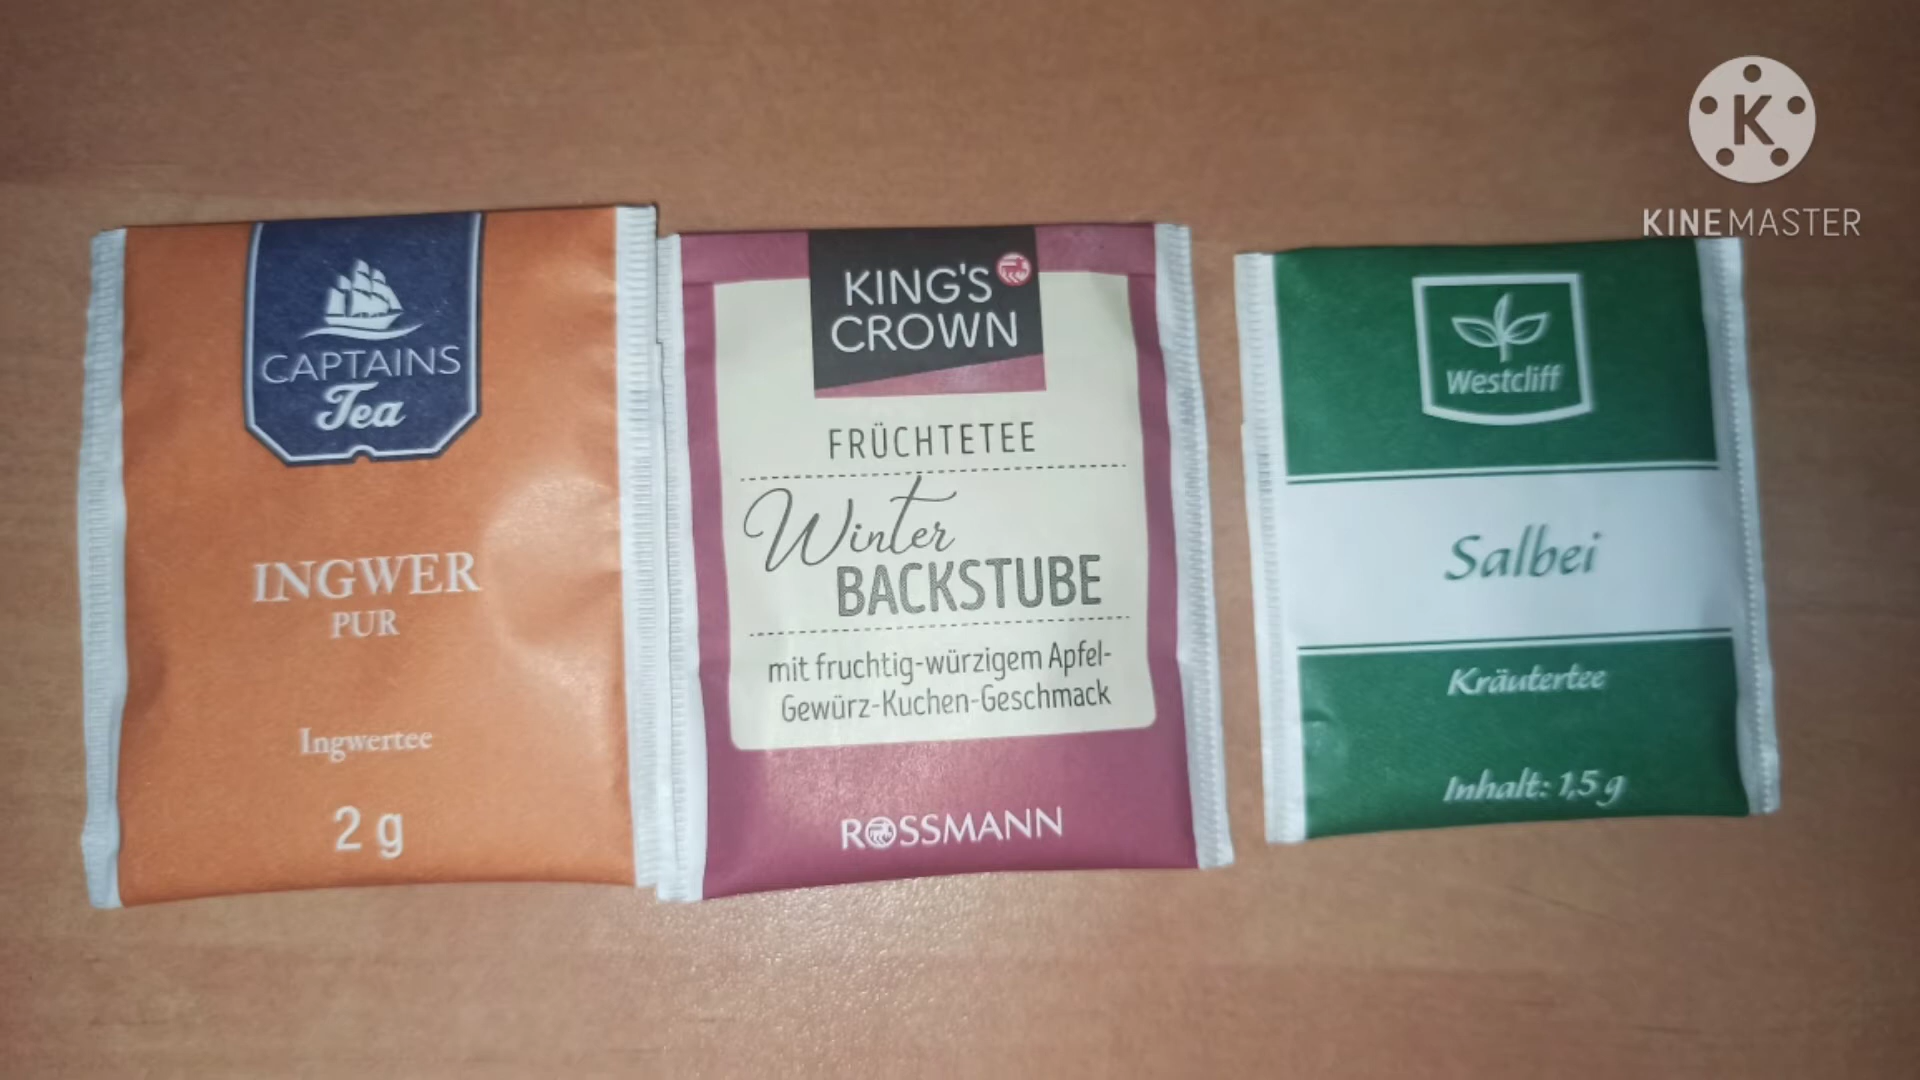 CAPTAINS
Tea
INGWER
PUR
Ingwertee
2 g
KING'S
CROWN
FRÜCHTETEE
Winter
BACKSTUBE
mit fruchtig-würzigem Apfel-
Gewürz-Kuchen-Geschmack
ROSSMANN
Westcliff
Salbei
Kräutertee
Inhalt: 1,5 g
K
KINEMASTER